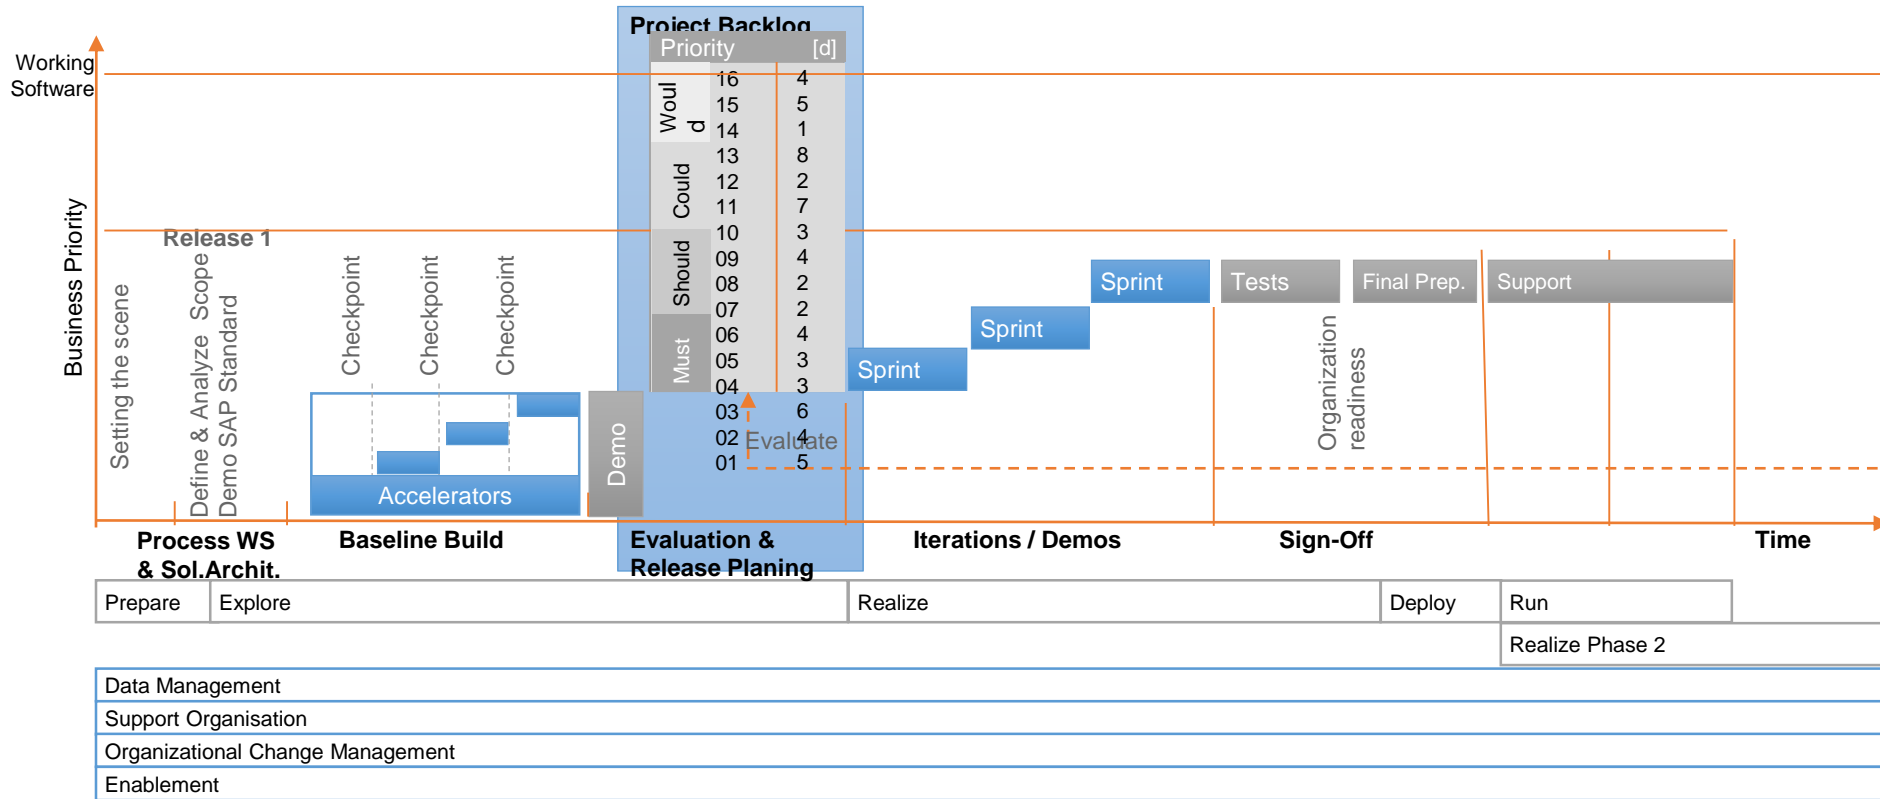 Project Backlog
Priority [d]
Working
Software
Business Priority
Woul
d
Could
Should
Must
16 4
15 5
14 1
13 8
12 2
11 7
10 3
09 4
08 2
07 2
06 4
05 3
04 3
03 6
02 4
01 5
Evaluate
Release 1
Setting the scene
Define & Analyze Scope
Demo SAP Standard
Checkpoint
Checkpoint
Checkpoint
Accelerators
Demo
Sprint
Sprint
Sprint
Tests
Final Prep.
Support
Organization
readiness
Process WS
& Sol.Archit.
Baseline Build
Evaluation &
Release Planing
Iterations / Demos
Sign-Off
Time
Prepare
Explore
Realize
Deploy
Run
Realize Phase 2
Data Management
Support Organisation
Organizational Change Management
Enablement